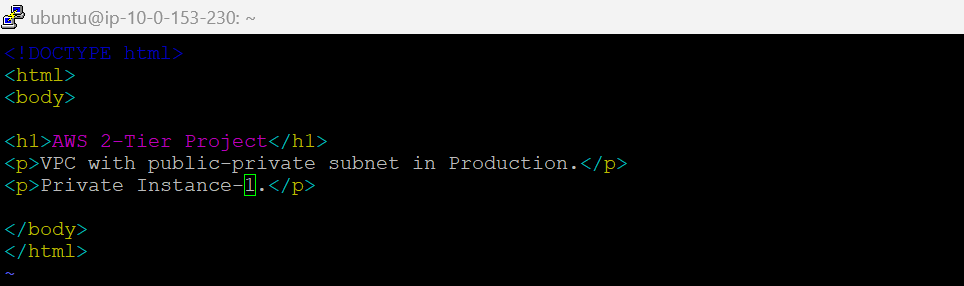 ubuntu@ip-10-0-153-230: ~
<!DOCTYPE html>
<html>
<body>

<h1>AWS 2-Tier Project</h1>
<p>VPC with public-private subnet in Production.</p>
<p>Private Instance-1.</p>

</body>
</html>
~